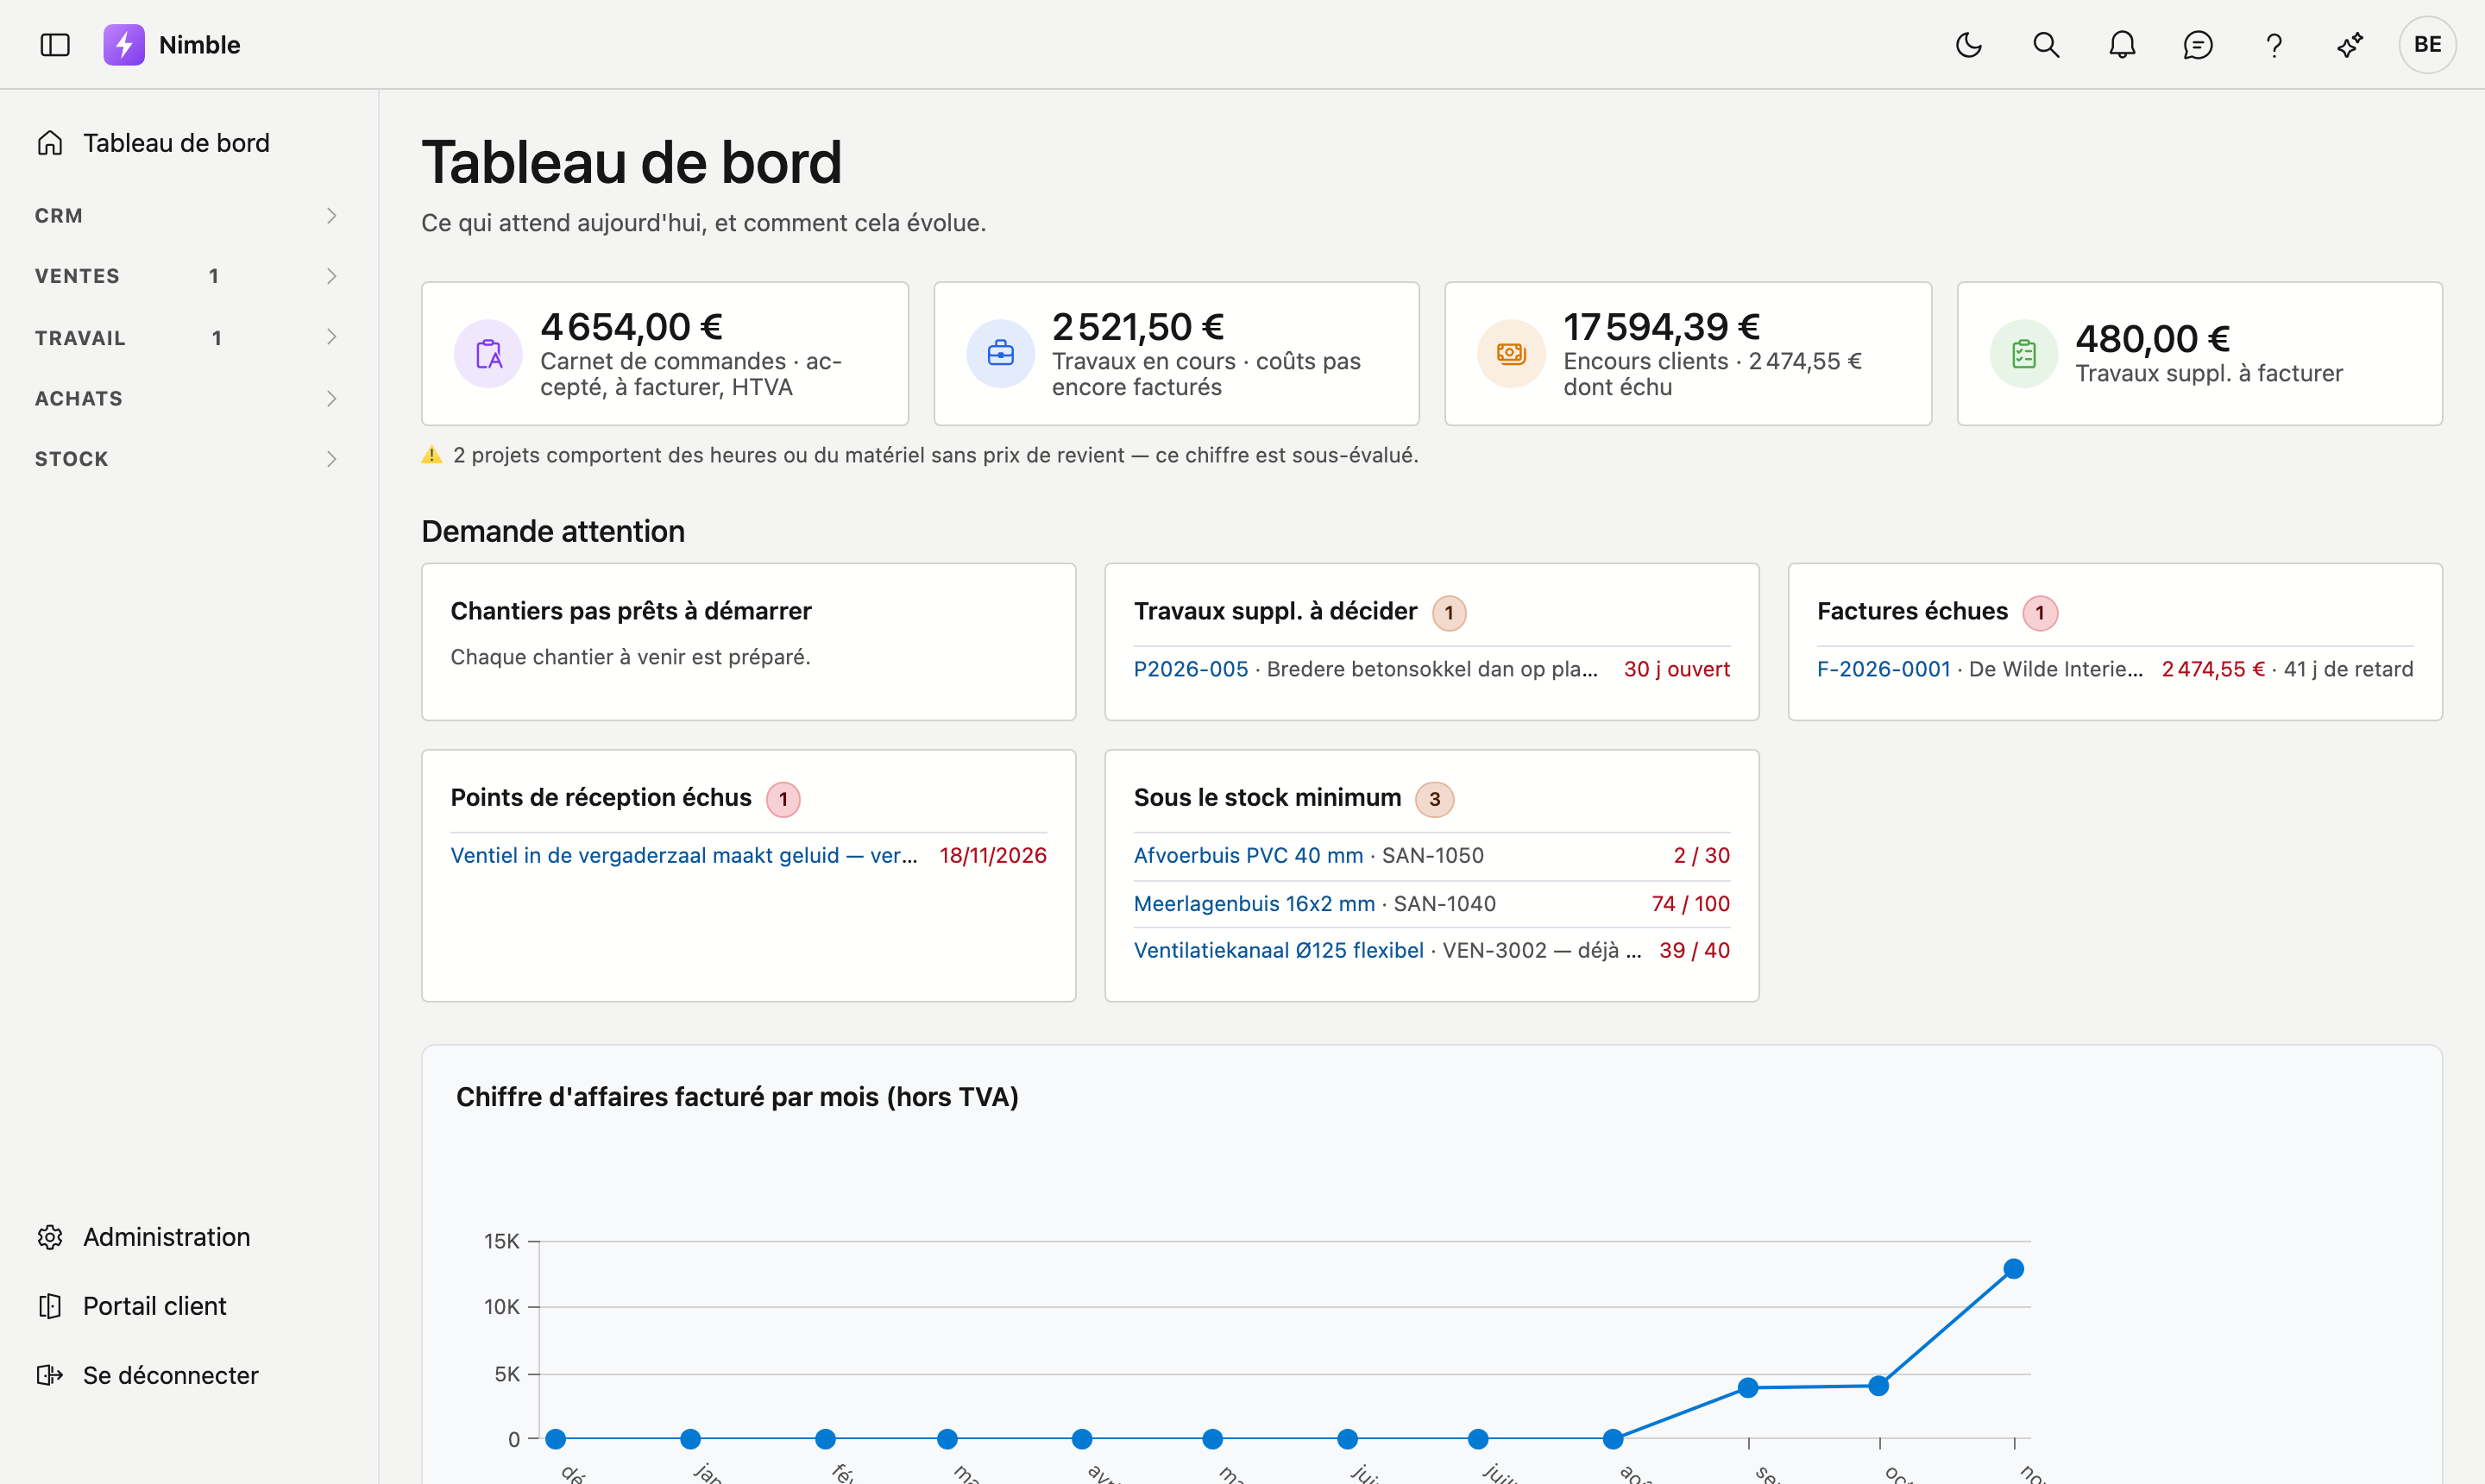 Nimble
BE
Tableau de bord
CRM
VENTES 1
TRAVAIL 1
ACHATS
STOCK
Administration
Portail client
Se déconnecter
Tableau de bord
Ce qui attend aujourd'hui, et comment cela évolue.
4 654,00 €
Carnet de commandes · ac-
cepté, à facturer, HTVA
2 521,50 €
Travaux en cours · coûts pas
encore facturés
17 594,39 €
Encours clients · 2 474,55 €
dont échu
480,00 €
Travaux suppl. à facturer
⚠️ 2 projets comportent des heures ou du matériel sans prix de revient — ce chiffre est sous-évalué.
Demande attention
Chantiers pas prêts à démarrer
Chaque chantier à venir est préparé.
Travaux suppl. à décider 1
P2026-005 · Bredere betonsokkel dan op pla... 30 j ouvert
Factures échues 1
F-2026-0001 · De Wilde Interie... 2 474,55 € · 41 j de retard
Points de réception échus 1
Ventiel in de vergaderzaal maakt geluid — ver... 18/11/2026
Sous le stock minimum 3
Afvoerbuis PVC 40 mm · SAN-1050 2 / 30
Meerlagenbuis 16x2 mm · SAN-1040 74 / 100
Ventilatiekanaal Ø125 flexibel · VEN-3002 — déjà ... 39 / 40
Chiffre d'affaires facturé par mois (hors TVA)
15K
10K
5K
0